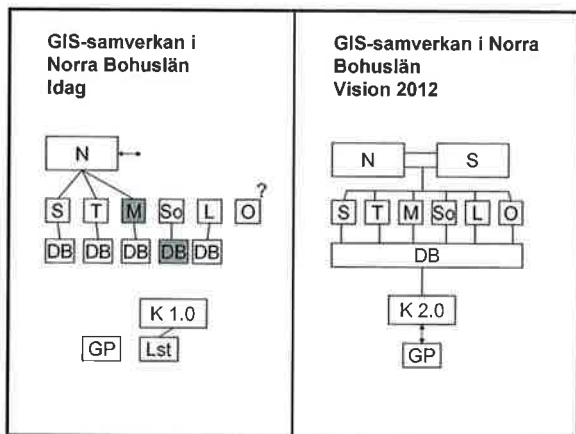 GIS-samverkan i
Norra Bohuslän
Idag
N
?
S T M So L O
DB DB DB DB DB
K 1.0
GP Lst
GIS-samverkan i Norra
Bohuslän
Vision 2012
N S
S T M So L O
DB
K 2.0
GP